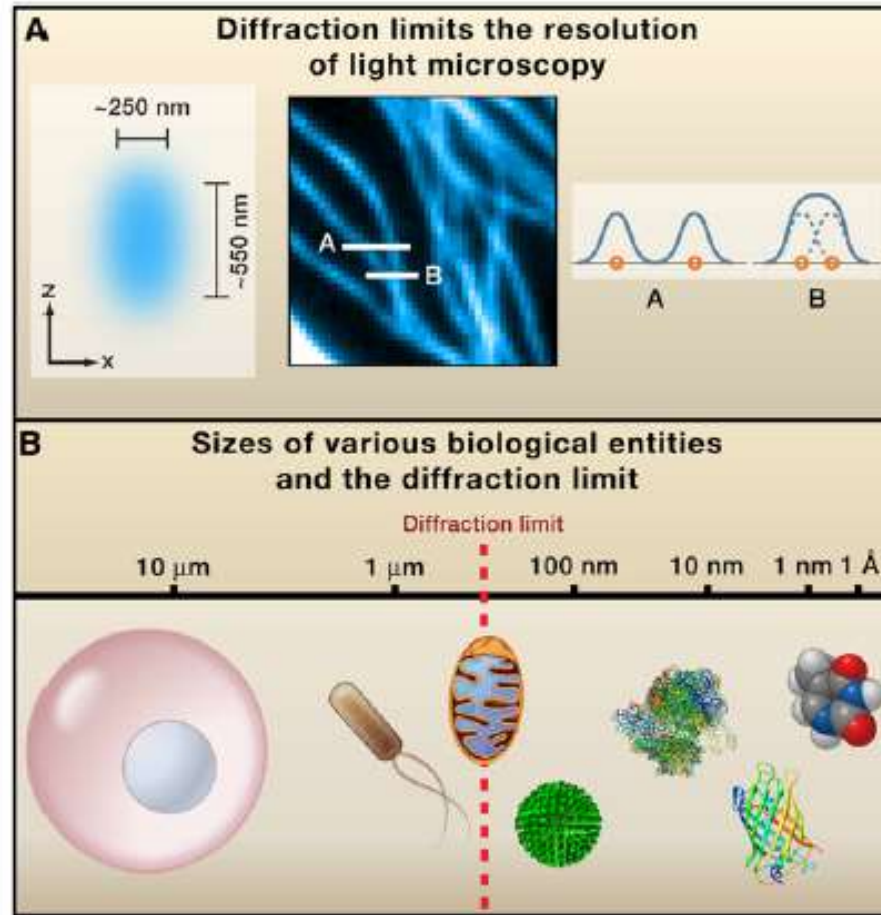 A
Diffraction limits the resolution
of light microscopy
~250 nm
~550 nm
z
x
A
B
A
B
B
Sizes of various biological entities
and the diffraction limit
Diffraction limit
10 μm
1 μm
100 nm
10 nm
1 nm
1 Å